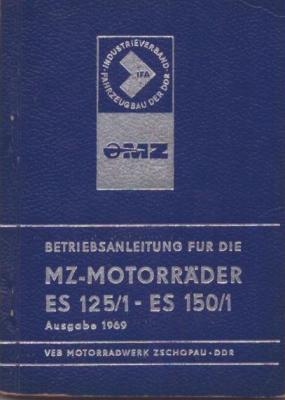 INDUSTRIEVERBAND
FAHRZEUGBAU DER DDR
IFA
MZ
BETRIEBSANLEITUNG FÜR DIE
MZ-MOTORRÄDER
ES 125/1 - ES 150/1
Ausgabe 1969
VEB MOTORRADWERK ZSCHOPAU - DDR